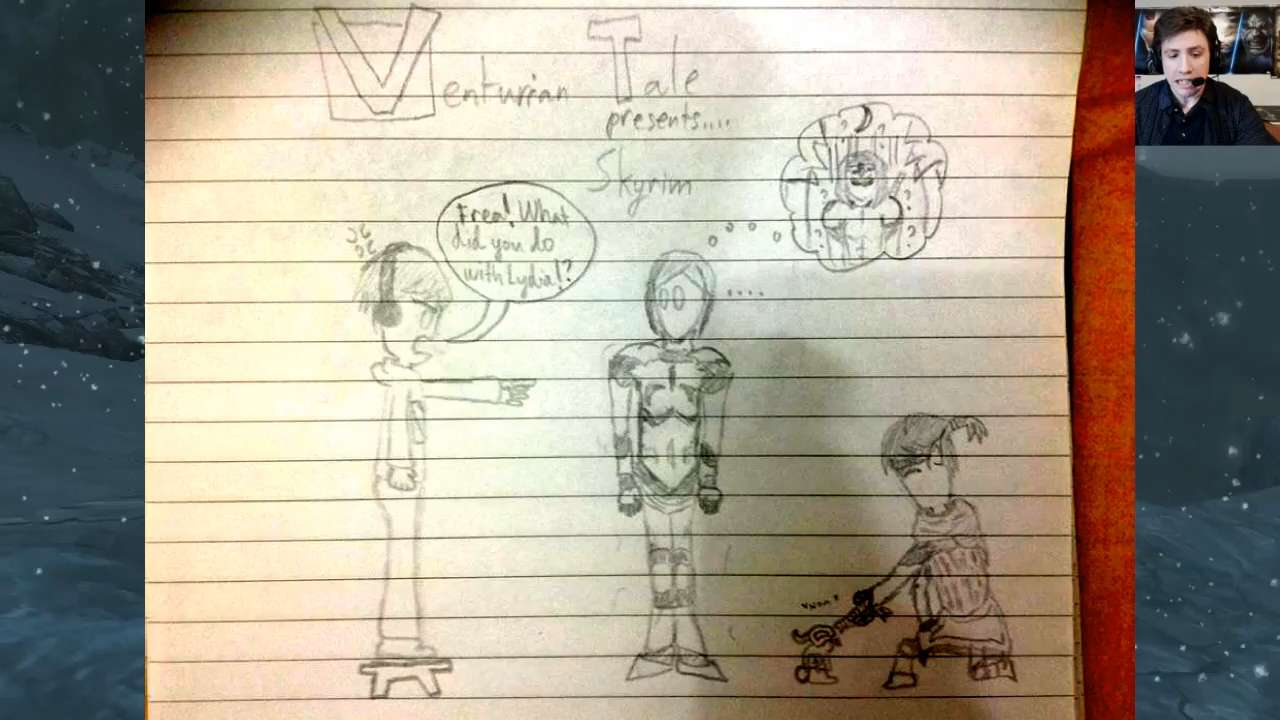 Venturian Tale
presents....
Skyrim
Frea! What
did you do
with Lydia!?
....